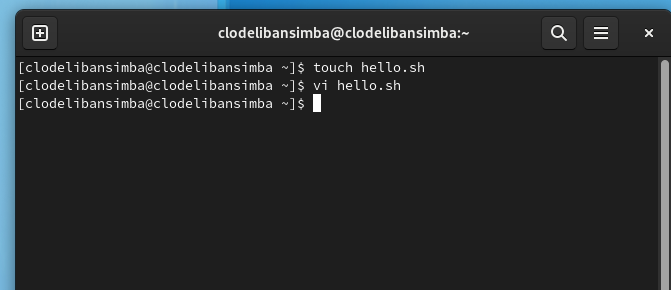 clodelibansimba@clodelibansimba:~
[clodelibansimba@clodelibansimba ~]$ touch hello.sh
[clodelibansimba@clodelibansimba ~]$ vi hello.sh
[clodelibansimba@clodelibansimba ~]$